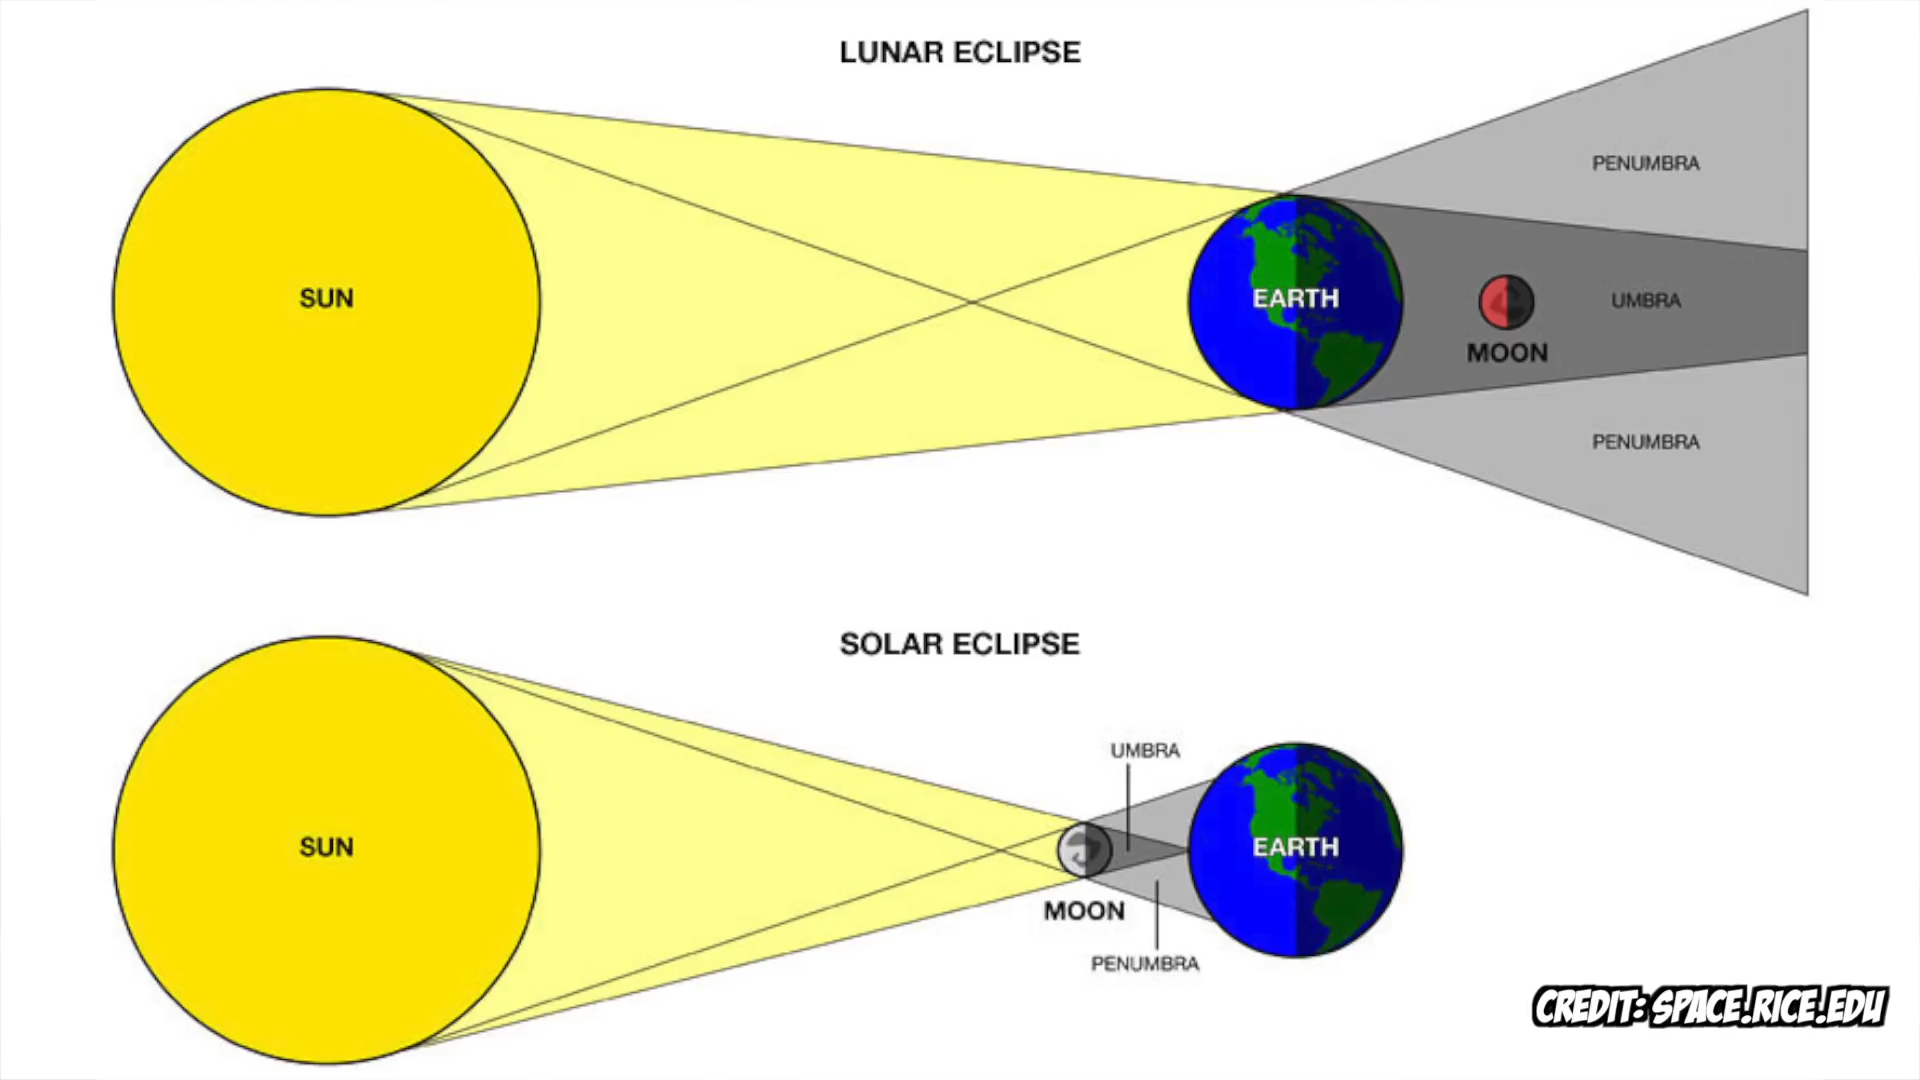 LUNAR ECLIPSE
PENUMBRA
SUN
EARTH
UMBRA
MOON
PENUMBRA
SOLAR ECLIPSE
UMBRA
SUN
EARTH
MOON
PENUMBRA
CREDIT: SPACE.RICE.EDU